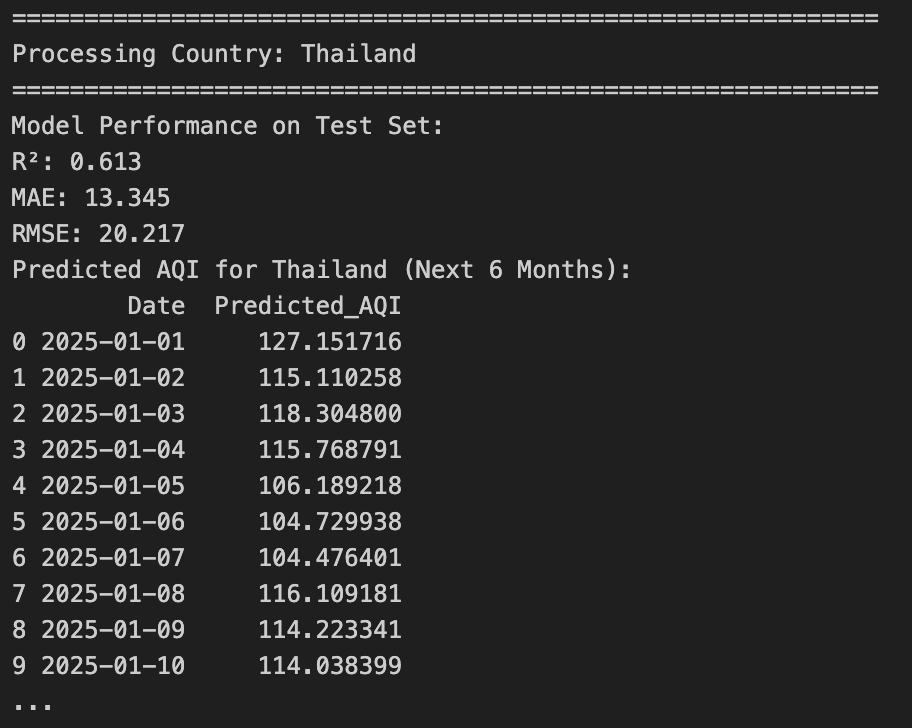 ============================================================
Processing Country: Thailand
============================================================
Model Performance on Test Set:
R²: 0.613
MAE: 13.345
RMSE: 20.217
Predicted AQI for Thailand (Next 6 Months):
        Date  Predicted_AQI
0 2025-01-01     127.151716
1 2025-01-02     115.110258
2 2025-01-03     118.304800
3 2025-01-04     115.768791
4 2025-01-05     106.189218
5 2025-01-06     104.729938
6 2025-01-07     104.476401
7 2025-01-08     116.109181
8 2025-01-09     114.223341
9 2025-01-10     114.038399
...